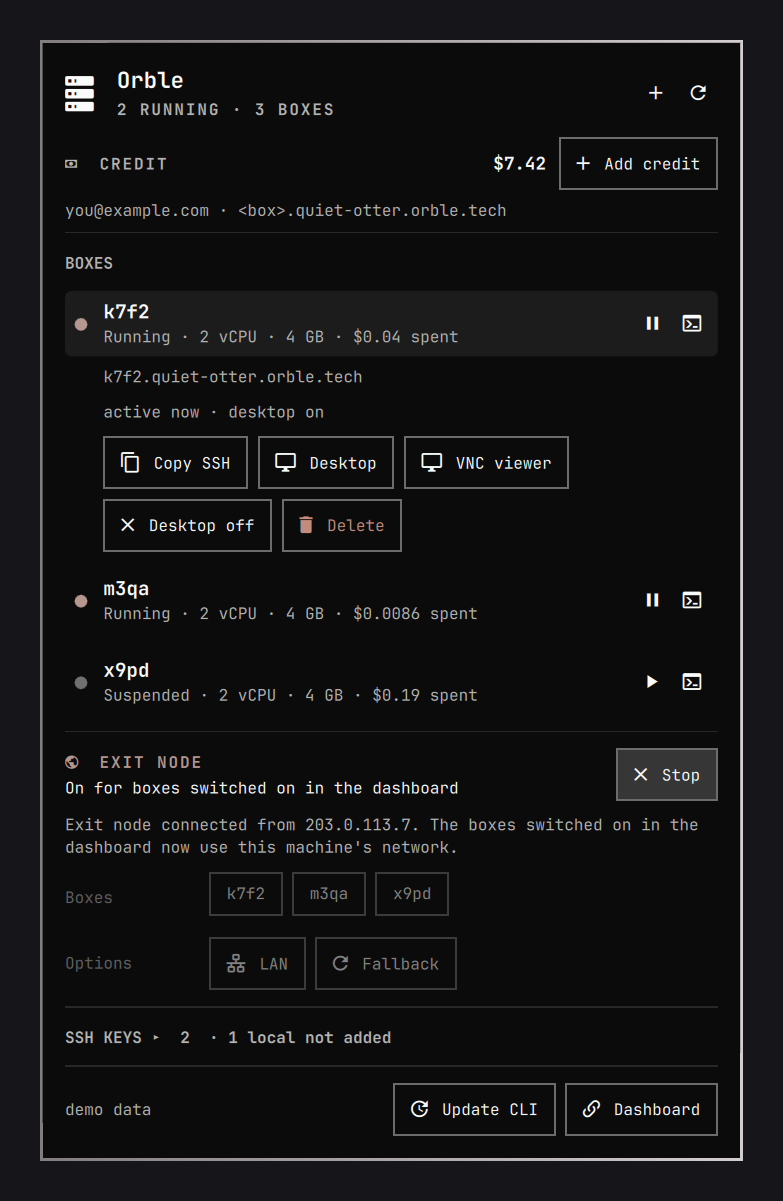 Orble
2 RUNNING · 3 BOXES
CREDIT $7.42 Add credit
you@example.com · <box>.quiet-otter.orble.tech
BOXES
k7f2
Running · 2 vCPU · 4 GB · $0.04 spent
k7f2.quiet-otter.orble.tech
active now · desktop on
Copy SSH Desktop VNC viewer
Desktop off Delete
m3qa
Running · 2 vCPU · 4 GB · $0.0086 spent
x9pd
Suspended · 2 vCPU · 4 GB · $0.19 spent
EXIT NODE
On for boxes switched on in the dashboard
Stop
Exit node connected from 203.0.113.7. The boxes switched on in the
dashboard now use this machine's network.
Boxes k7f2 m3qa x9pd
Options LAN Fallback
SSH KEYS ▸ 2 · 1 local not added
demo data Update CLI Dashboard